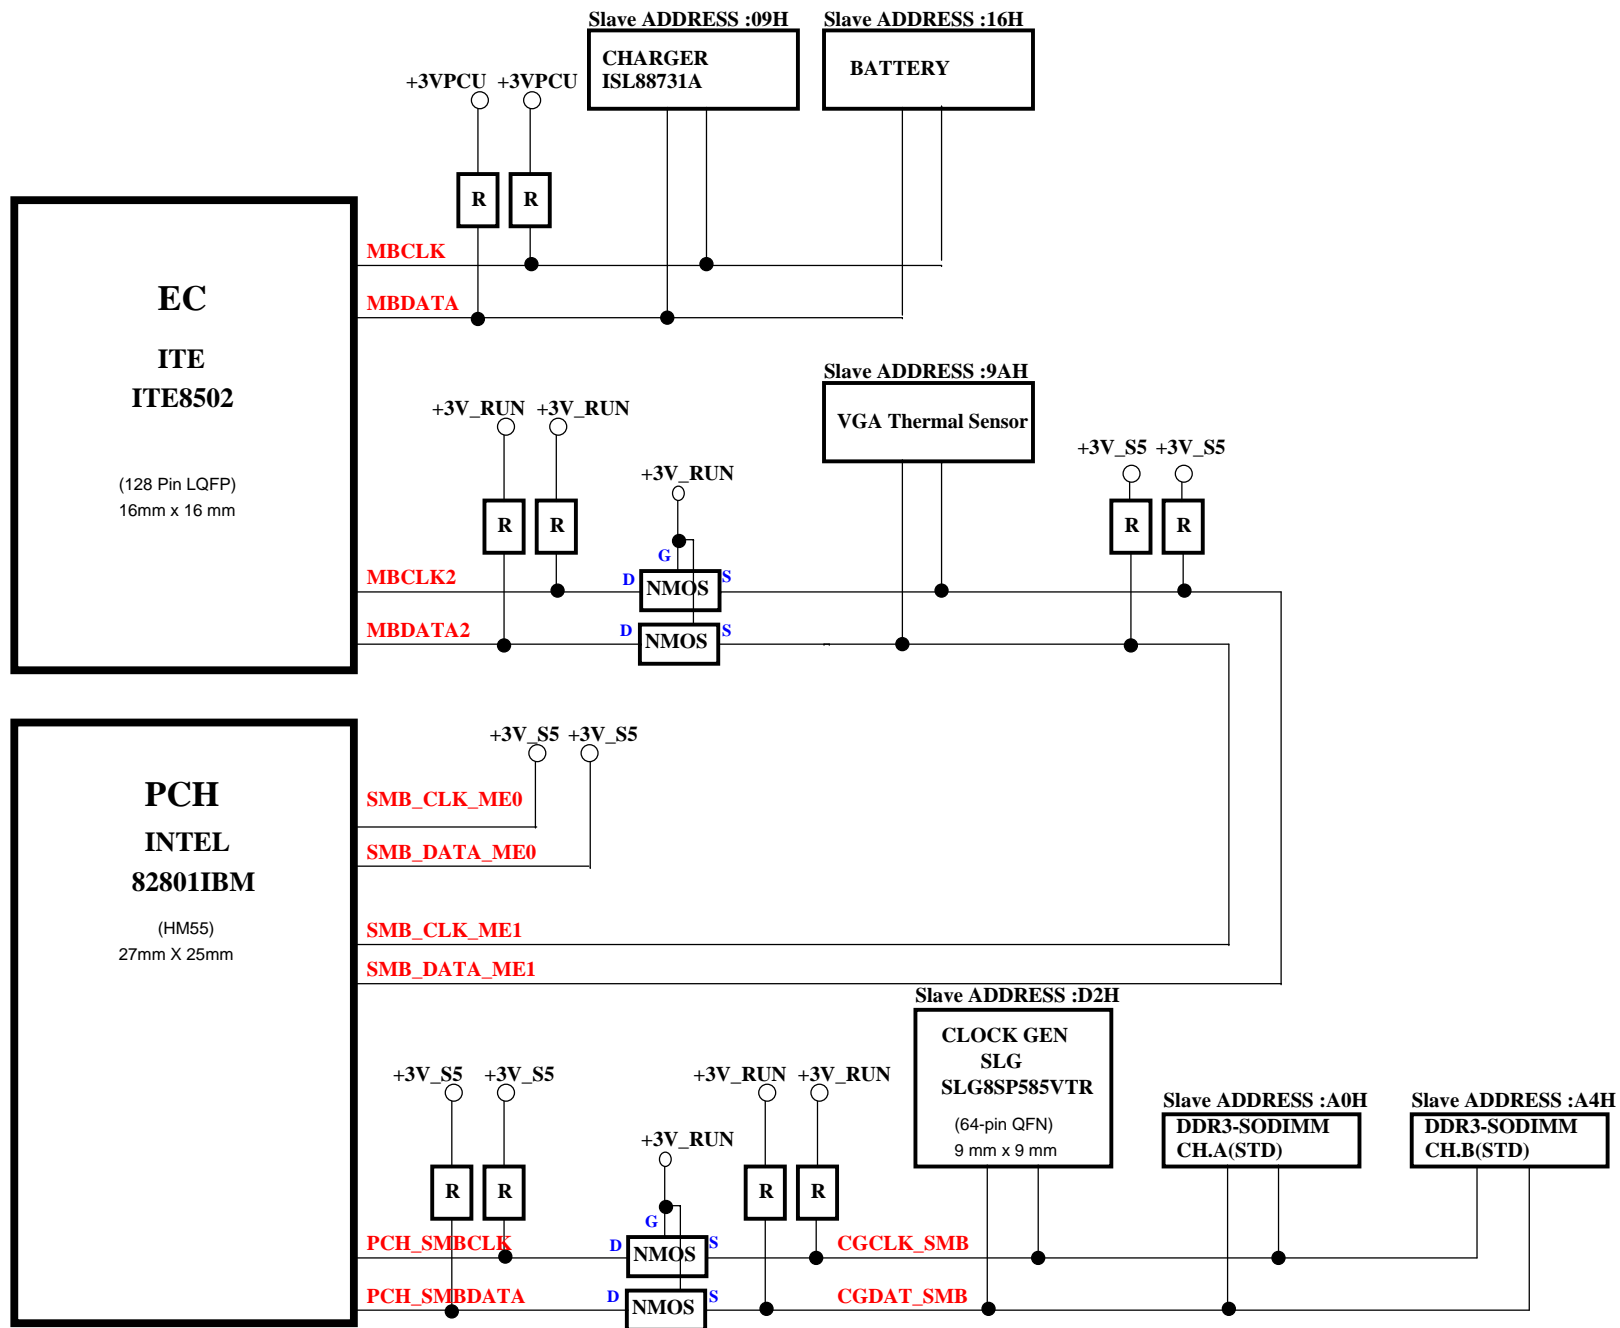 Slave ADDRESS :09H
Slave ADDRESS :16H
CHARGER
ISL88731A
BATTERY
+3VPCU
+3VPCU
R
R
MBCLK
MBDATA
EC
ITE
ITE8502
(128 Pin LQFP)
16mm x 16 mm
Slave ADDRESS :9AH
VGA Thermal Sensor
+3V_RUN
+3V_RUN
+3V_RUN
+3V_S5
+3V_S5
R
R
R
R
G
MBCLK2
D
NMOS
S
MBDATA2
D
NMOS
S
PCH
INTEL
82801IBM
(HM55)
27mm X 25mm
+3V_S5
+3V_S5
SMB_CLK_ME0
SMB_DATA_ME0
SMB_CLK_ME1
SMB_DATA_ME1
Slave ADDRESS :D2H
CLOCK GEN
SLG
SLG8SP585VTR
(64-pin QFN)
9 mm x 9 mm
Slave ADDRESS :A0H
DDR3-SODIMM
CH.A(STD)
Slave ADDRESS :A4H
DDR3-SODIMM
CH.B(STD)
+3V_S5
+3V_S5
+3V_RUN
+3V_RUN
+3V_RUN
R
R
R
R
G
PCH_SMBCLK
D
NMOS
S
CGCLK_SMB
PCH_SMBDATA
D
NMOS
S
CGDAT_SMB